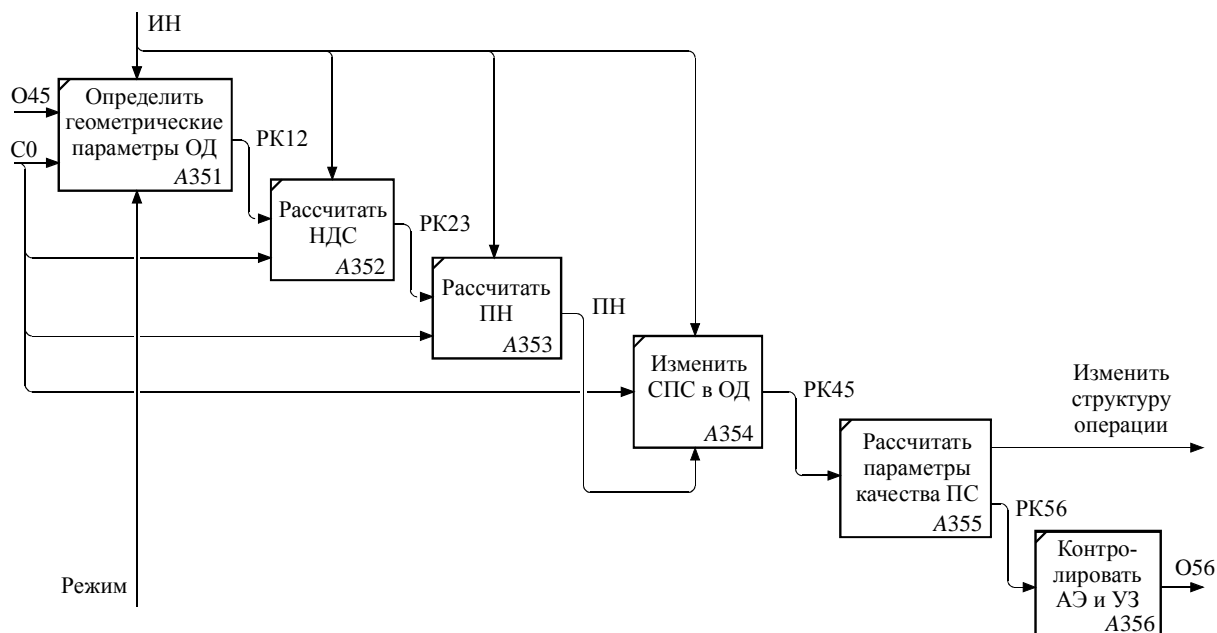 ИН
О45
С0
Определить
геометрические
параметры ОД
А351
РК12
Рассчитать
НДС
А352
РК23
Рассчитать
ПН
А353
ПН
Изменить
СПС в ОД
А354
РК45
Изменить
структуру
операции
Рассчитать
параметры
качества ПС
А355
РК56
Контро-
лировать
АЭ и УЗ
А356
О56
Режим